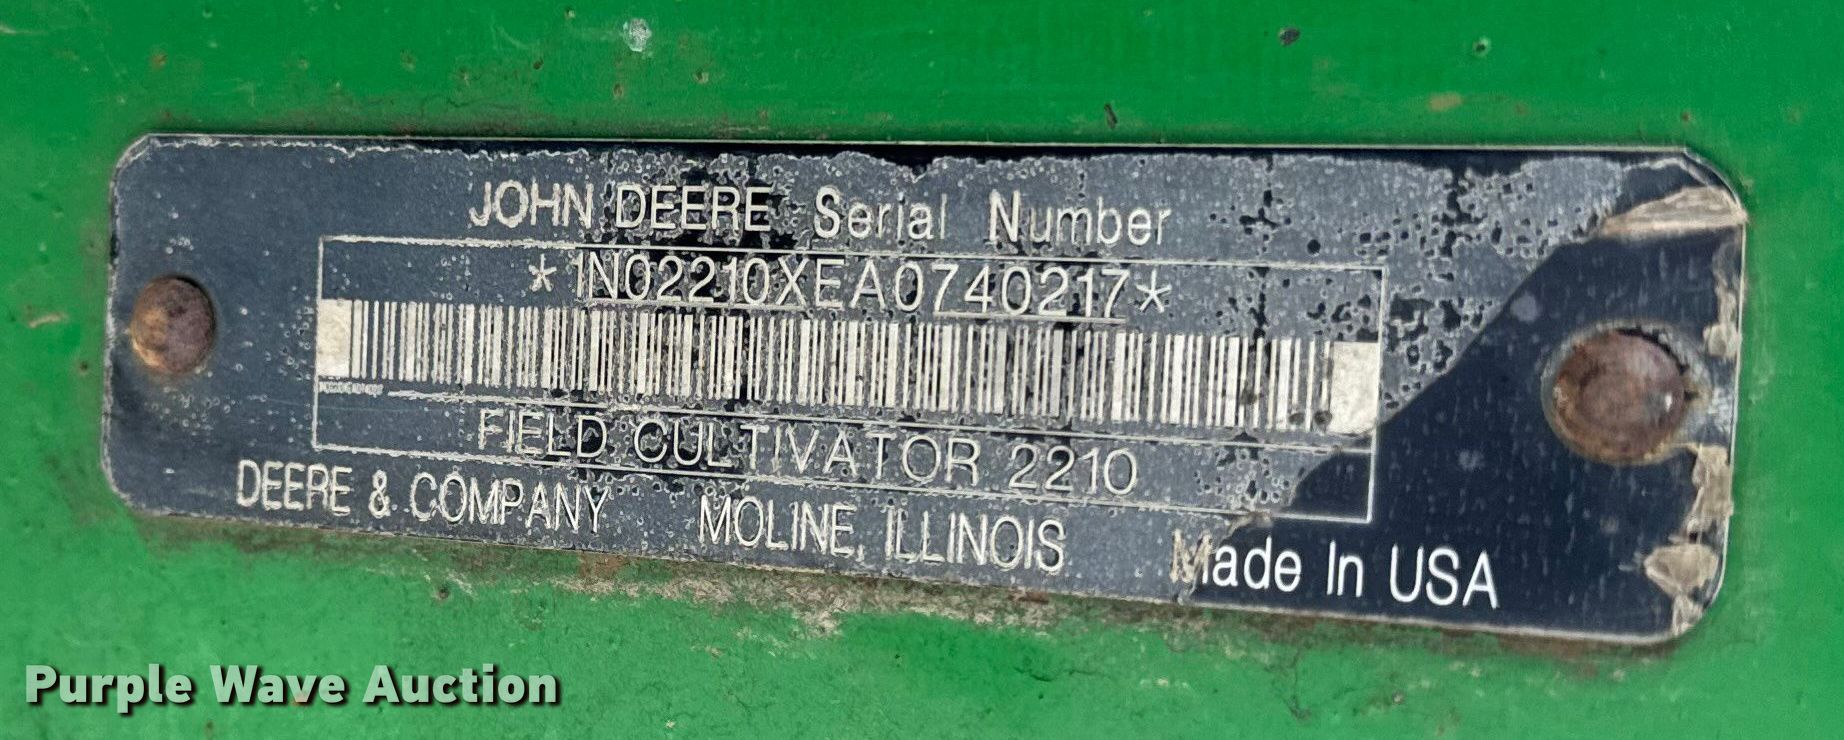 JOHN DEERE Serial Number
*1N02210XEA0740217*
FIELD CULTIVATOR 2210
DEERE & COMPANY MOLINE, ILLINOIS Made In USA
Purple Wave Auction